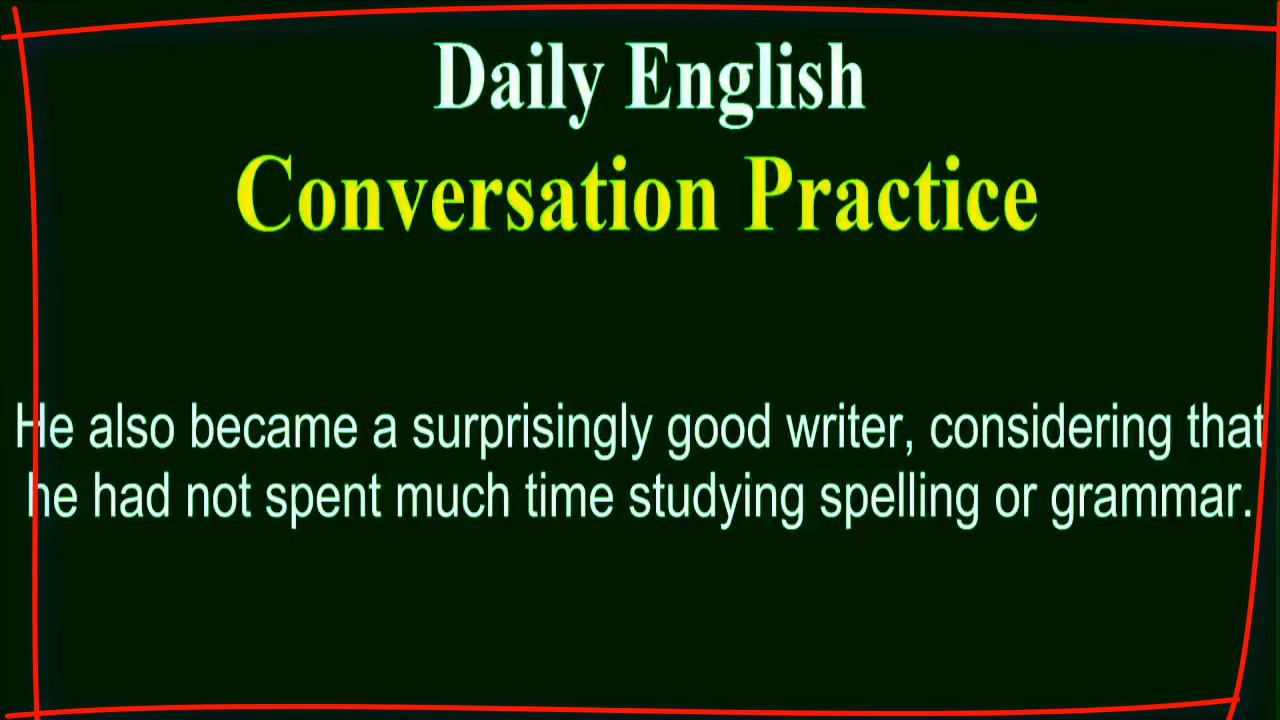 Daily English
Conversation Practice
He also became a surprisingly good writer, considering that
he had not spent much time studying spelling or grammar.